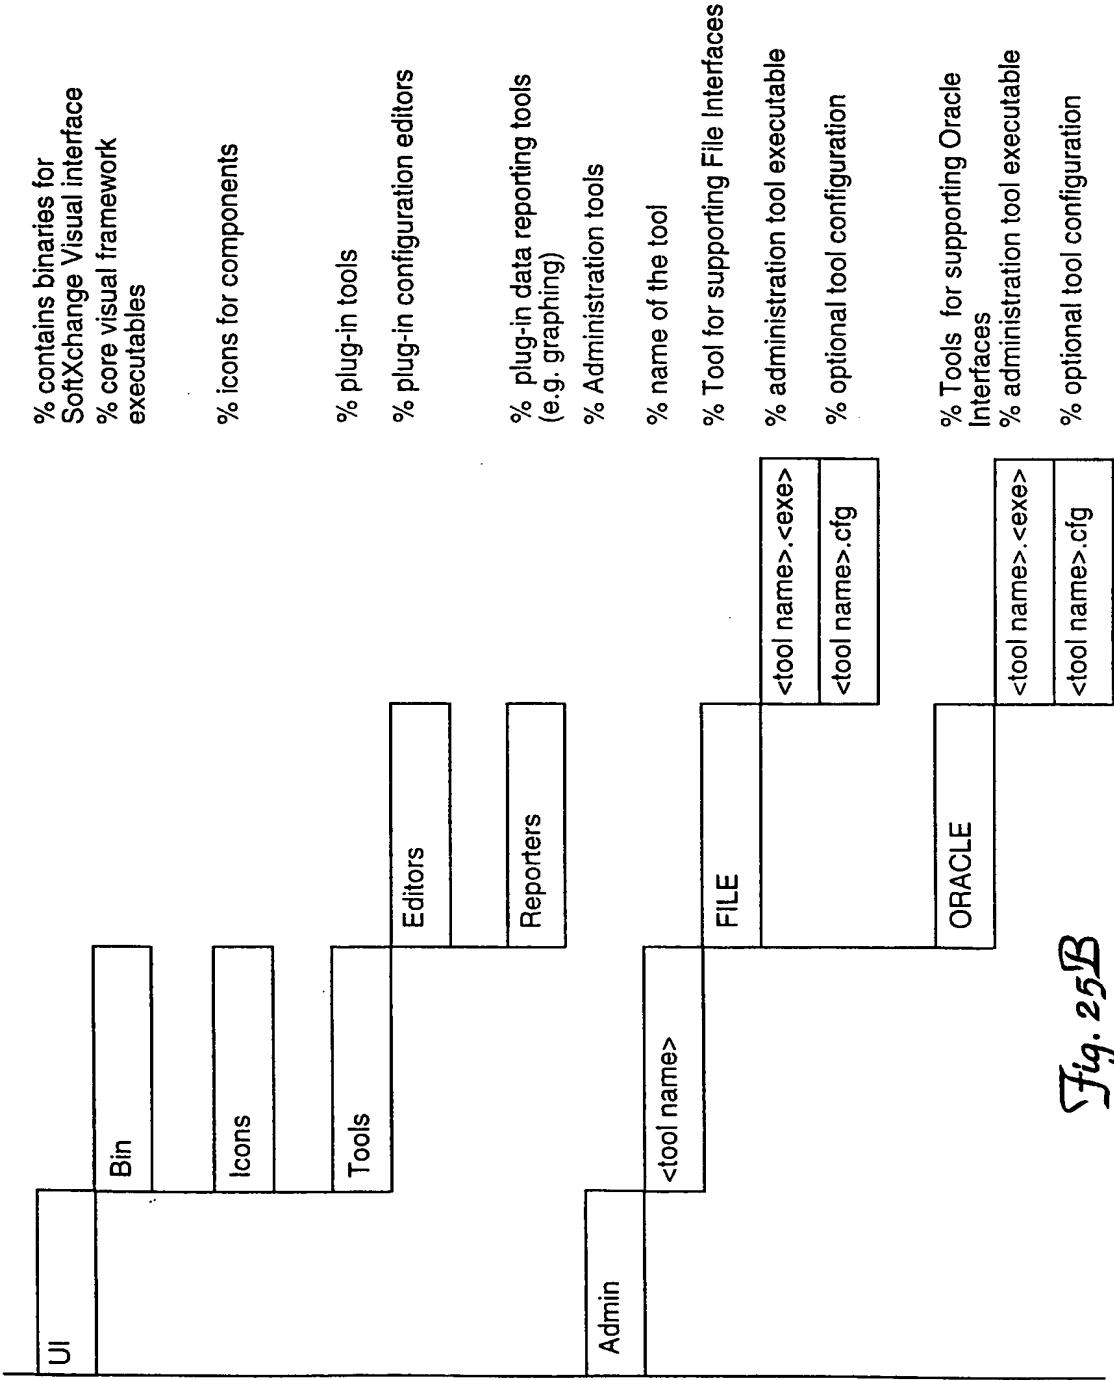 UI
% contains binaries for
SoftXchange Visual interface
Bin
% core visual framework
executables
Icons
% icons for components
Tools
% plug-in tools
Editors
% plug-in configuration editors
Reporters
% plug-in data reporting tools
(e.g. graphing)
Admin
% Administration tools
<tool name>
% name of the tool
FILE
% Tool for supporting File Interfaces
<tool name>.<exe>
% administration tool executable
<tool name>.cfg
% optional tool configuration
ORACLE
% Tools for supporting Oracle
Interfaces
<tool name>.<exe>
% administration tool executable
<tool name>.cfg
% optional tool configuration
Fig. 25B